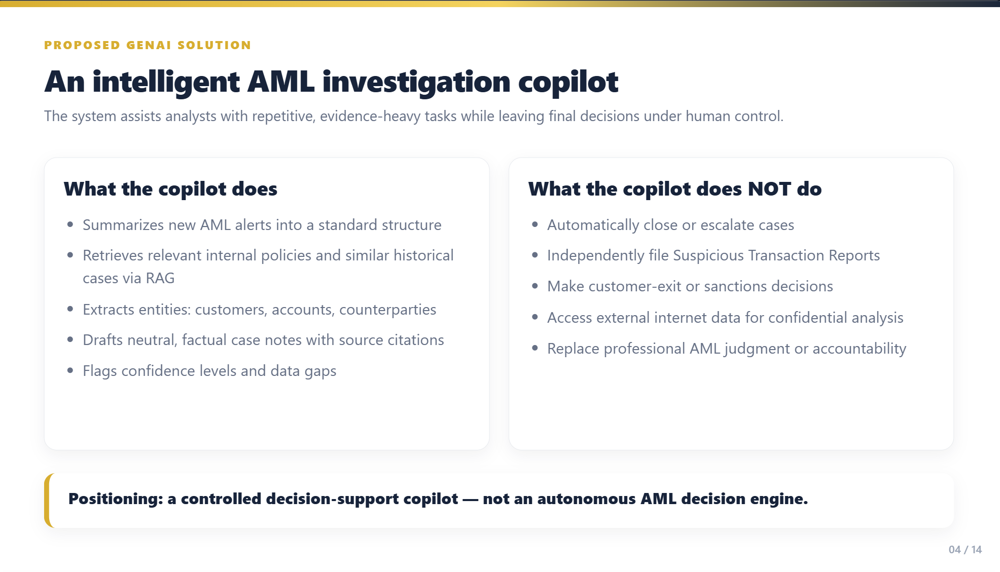 PROPOSED GENAI SOLUTION
An intelligent AML investigation copilot
The system assists analysts with repetitive, evidence-heavy tasks while leaving final decisions under human control.
What the copilot does
• Summarizes new AML alerts into a standard structure
• Retrieves relevant internal policies and similar historical
cases via RAG
• Extracts entities: customers, accounts, counterparties
• Drafts neutral, factual case notes with source citations
• Flags confidence levels and data gaps
What the copilot does NOT do
• Automatically close or escalate cases
• Independently file Suspicious Transaction Reports
• Make customer-exit or sanctions decisions
• Access external internet data for confidential analysis
• Replace professional AML judgment or accountability
Positioning: a controlled decision-support copilot — not an autonomous AML decision engine.
04 / 14